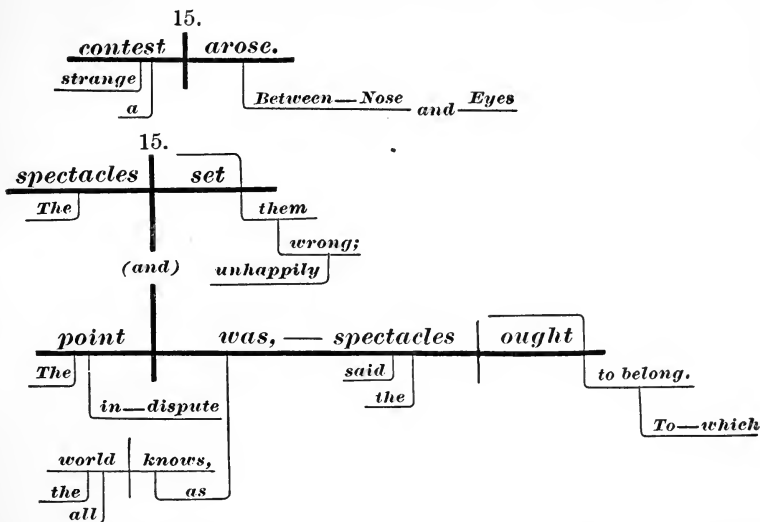 15.
contest arose.
strange
a
Between—Nose and Eyes
15.
spectacles set
The them
wrong;
(and) unhappily
point was,— spectacles ought
The said to belong.
the
in—dispute
To—which
world knows,
the as
all